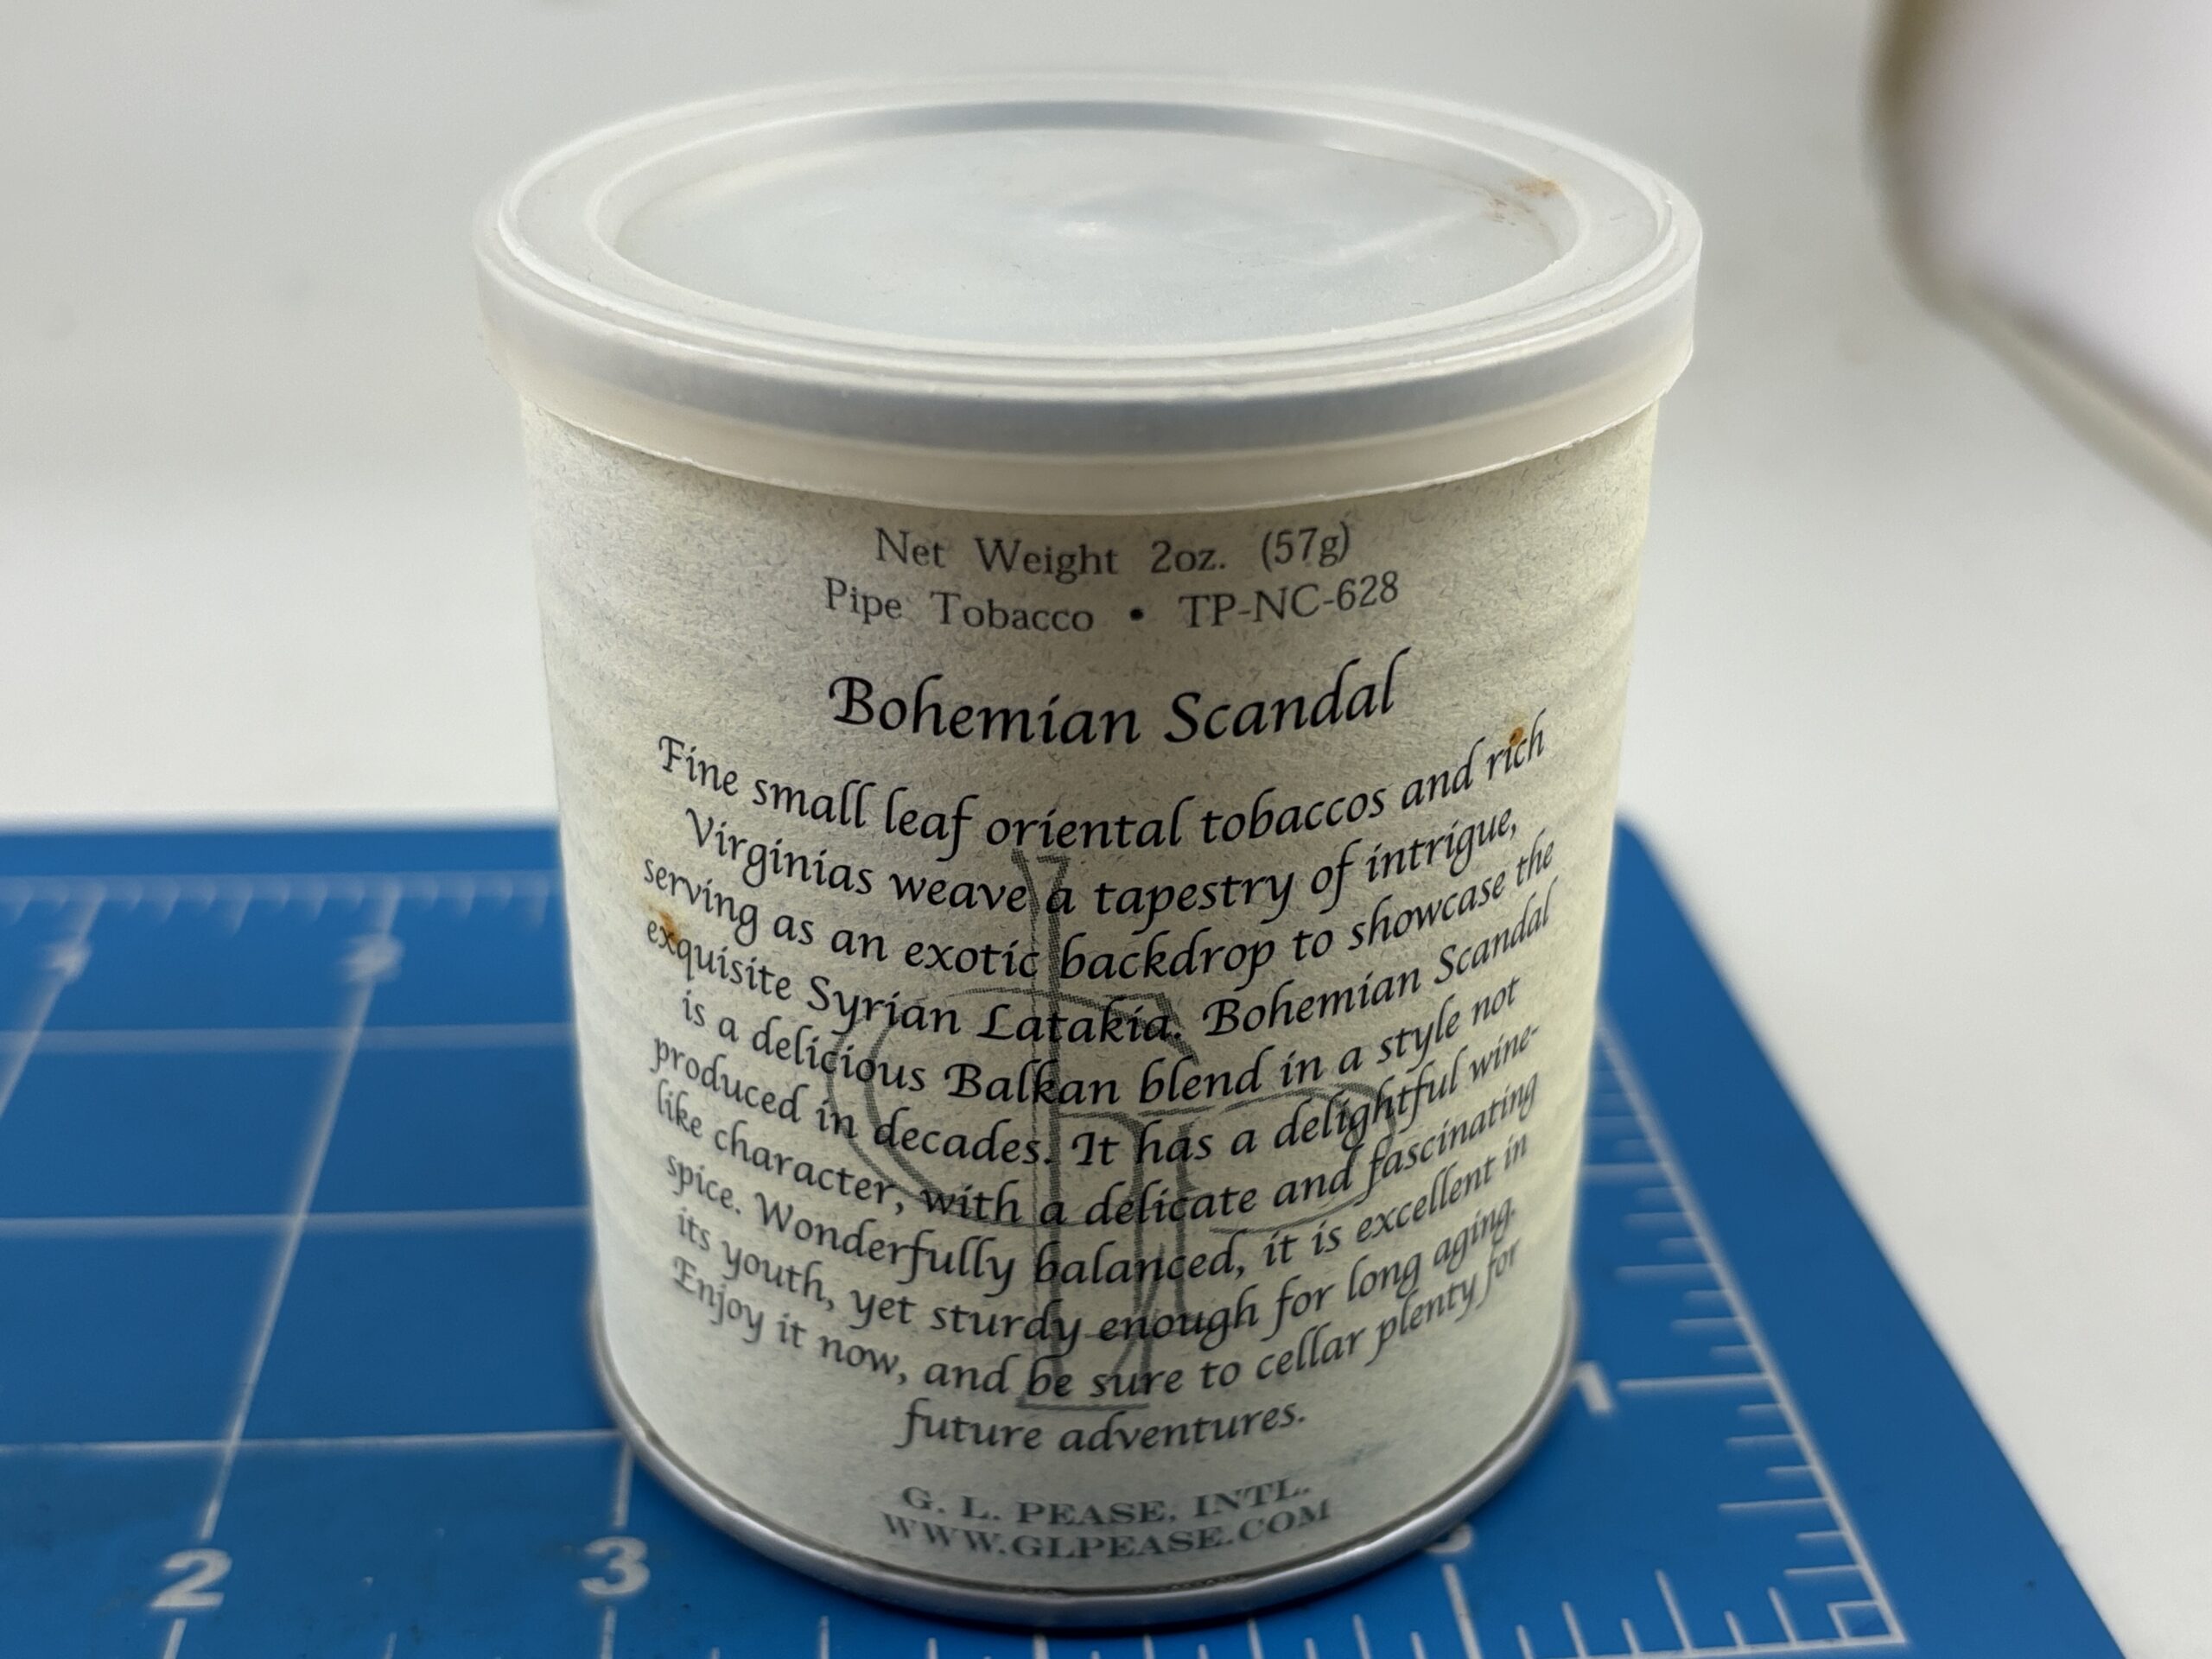 Net Weight 2oz. (57g)
Pipe Tobacco • TP-NC-628
Bohemian Scandal
Fine small leaf oriental tobaccos and rich
Virginias weave a tapestry of intrigue,
serving as an exotic backdrop to showcase the
exquisite Syrian Latakia. Bohemian Scandal
is a delicious Balkan blend in a style not
produced in decades. It has a delightful wine-
like character, with a delicate and fascinating
spice. Wonderfully balanced, it is excellent in
its youth, yet sturdy enough for long aging.
Enjoy it now, and be sure to cellar plenty for
future adventures.
G. L. PEASE, INTL.
WWW.GLPEASE.COM
1
2
3